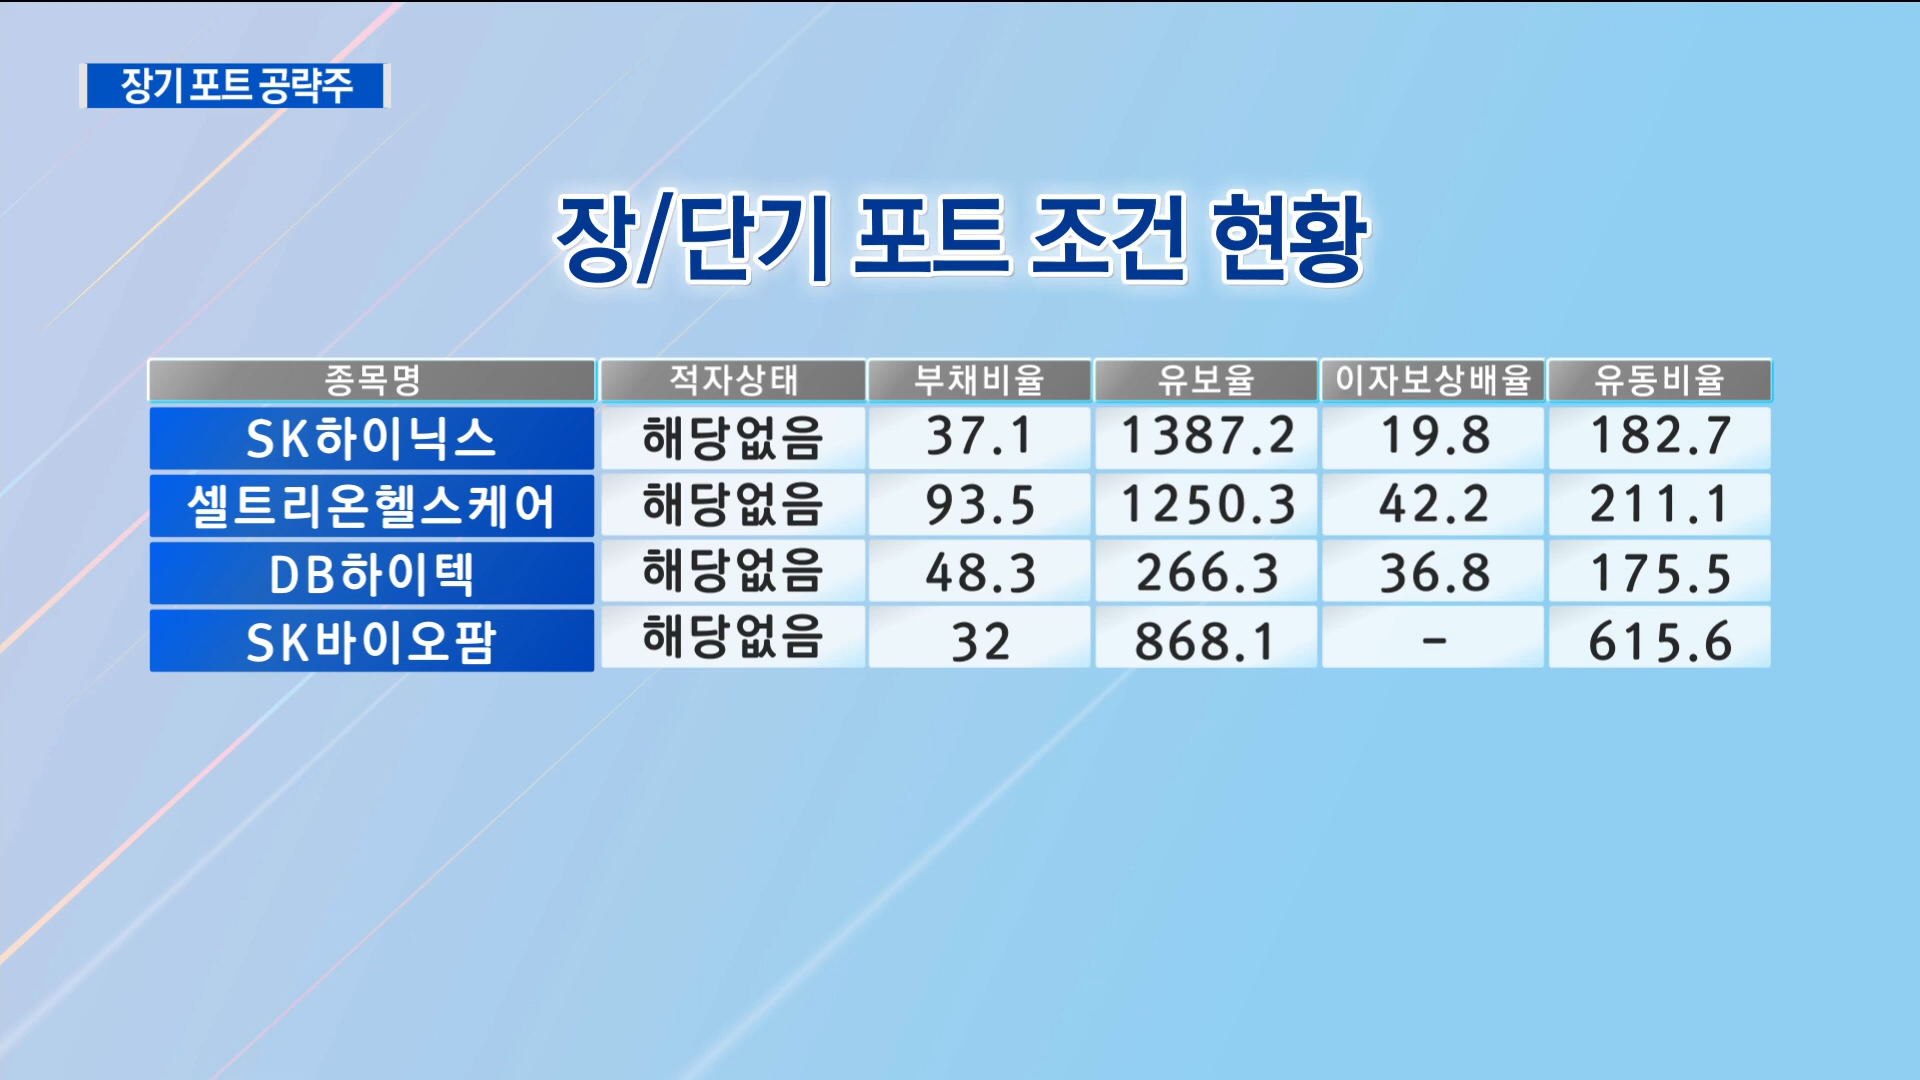 장기 포트 공략주
장/단기 포트 조건 현황
종목명 적자상태 부채비율 유보율 이자보상배율 유동비율
SK하이닉스 해당없음 37.1 1387.2 19.8 182.7
셀트리온헬스케어 해당없음 93.5 1250.3 42.2 211.1
DB하이텍 해당없음 48.3 266.3 36.8 175.5
SK바이오팜 해당없음 32 868.1 - 615.6